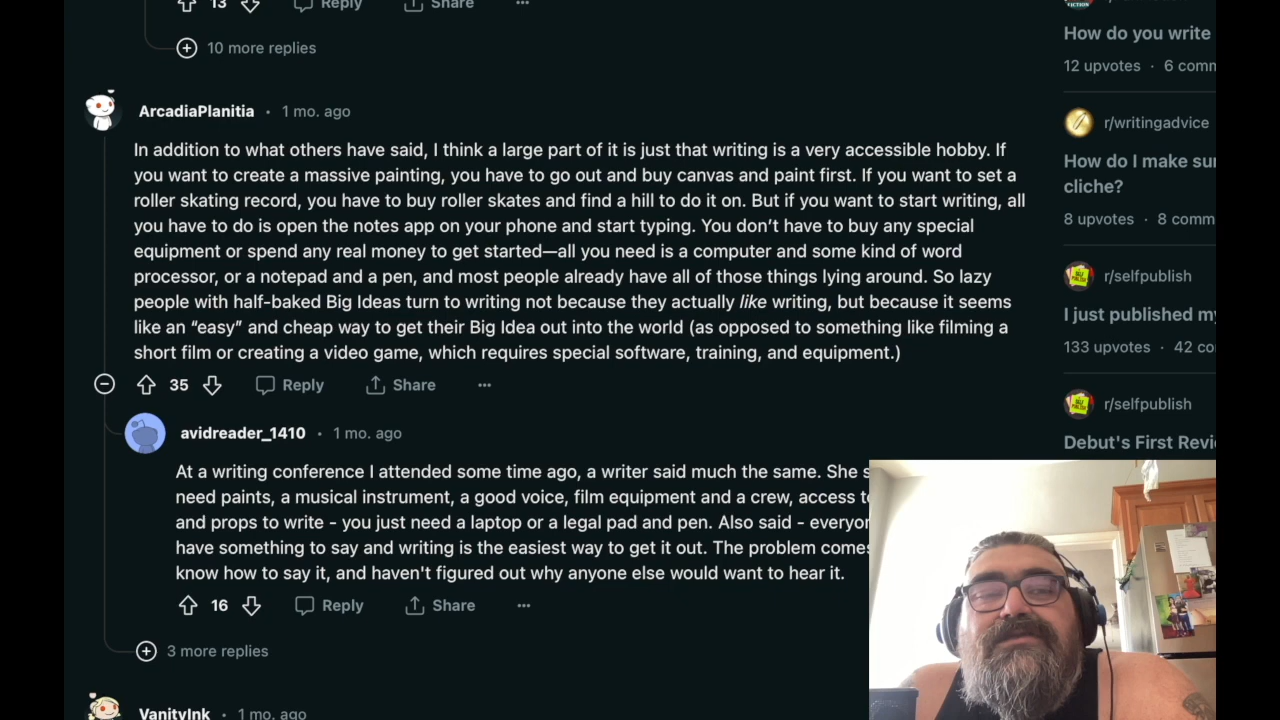 13 Reply Share
10 more replies
ArcadiaPlanitia • 1 mo. ago
In addition to what others have said, I think a large part of it is just that writing is a very accessible hobby. If
you want to create a massive painting, you have to go out and buy canvas and paint first. If you want to set a
roller skating record, you have to buy roller skates and find a hill to do it on. But if you want to start writing, all
you have to do is open the notes app on your phone and start typing. You don’t have to buy any special
equipment or spend any real money to get started—all you need is a computer and some kind of word
processor, or a notepad and a pen, and most people already have all of those things lying around. So lazy
people with half-baked Big Ideas turn to writing not because they actually like writing, but because it seems
like an “easy” and cheap way to get their Big Idea out into the world (as opposed to something like filming a
short film or creating a video game, which requires special software, training, and equipment.)
35 Reply Share
avidreader_1410 • 1 mo. ago
At a writing conference I attended some time ago, a writer said much the same. She
need paints, a musical instrument, a good voice, film equipment and a crew, access
and props to write - you just need a laptop or a legal pad and pen. Also said -
have something to say and writing is the easiest way to get it out. The problem comes
know how to say it, and haven't figured out why anyone else would want to hear it.
16 Reply Share
3 more replies
VanityInk • 1 mo. ago
FICTION
How do you write
12 upvotes · 6 comm
r/writingadvice
How do I make sur
cliche?
8 upvotes · 8 comm
r/selfpublish
I just published my
133 upvotes · 42 co
r/selfpublish
Debut's First Revi